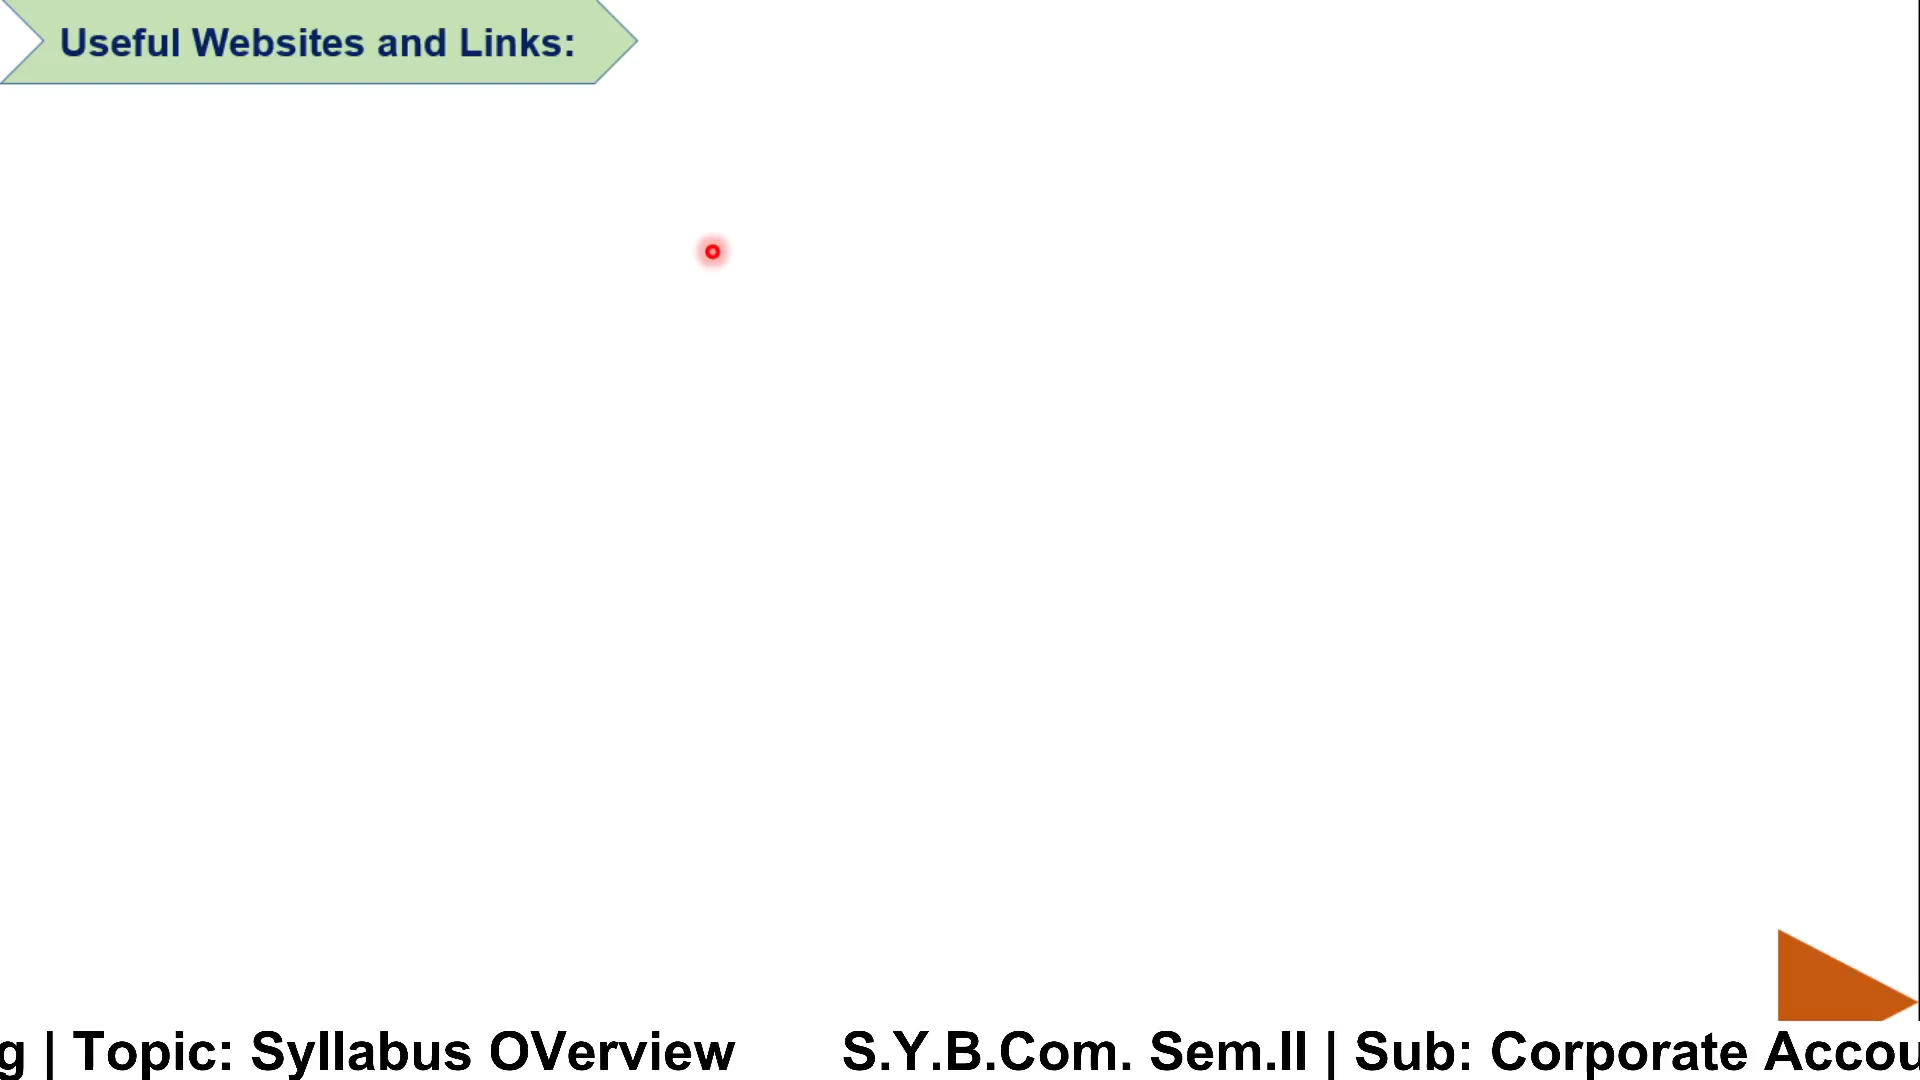 Useful Websites and Links:
g | Topic: Syllabus OVerview S.Y.B.Com. Sem.II | Sub: Corporate Accou